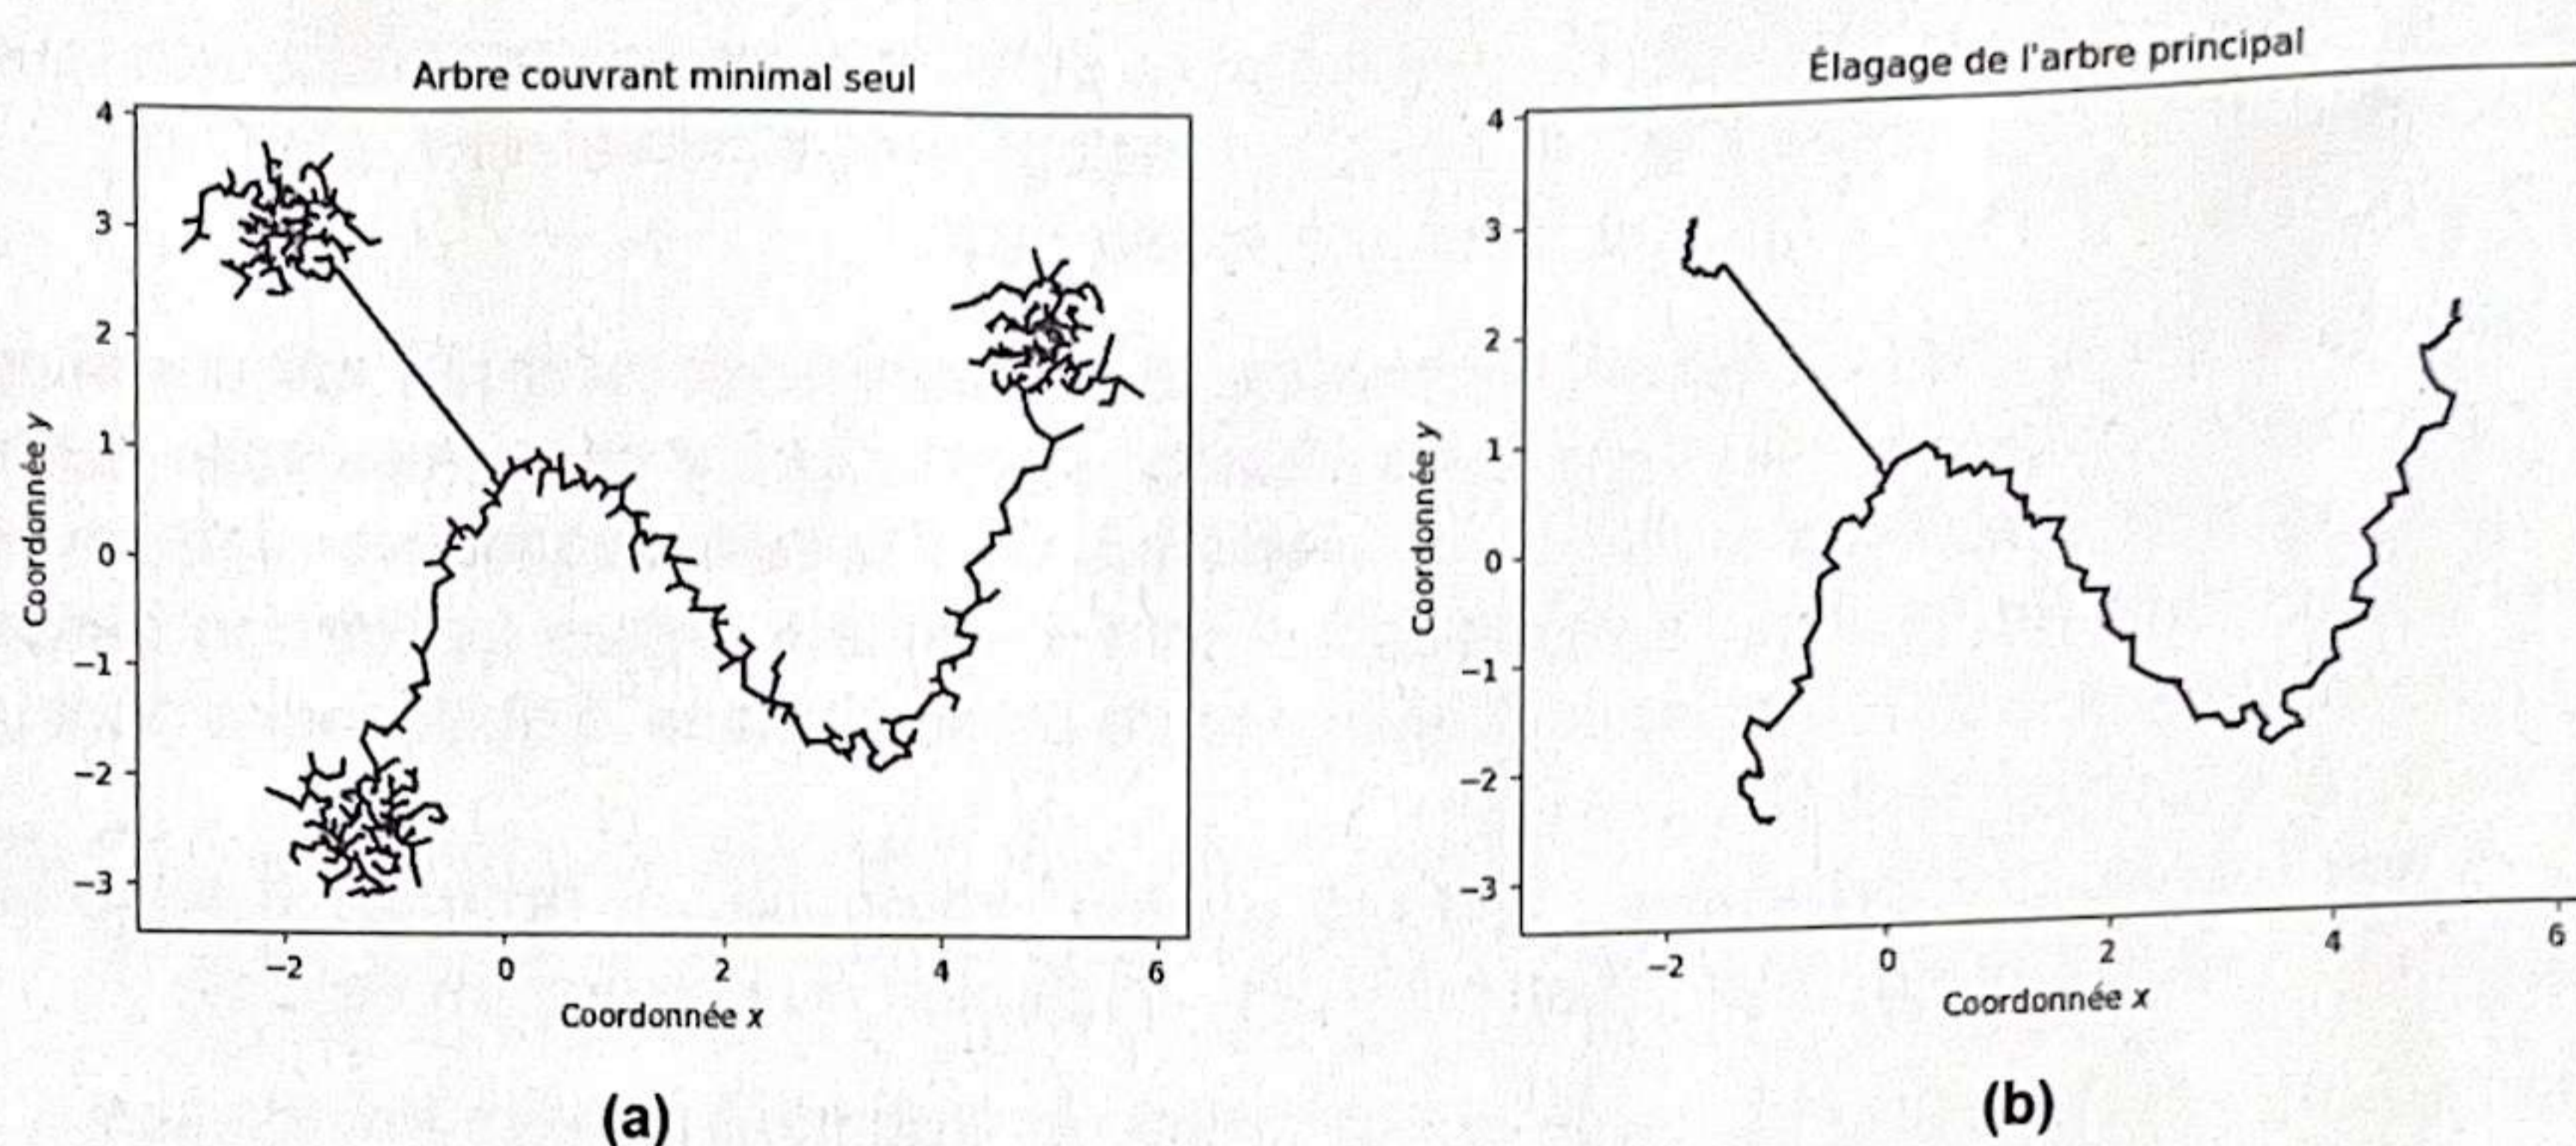 Arbre couvrant minimal seul
4
3
2
1
0
−1
−2
−3
Coordonnée y
−2 0 2 4 6
Coordonnée x
(a)
Élagage de l'arbre principal
4
3
2
1
0
−1
−2
−3
Coordonnée y
−2 0 2 4 6
Coordonnée x
(b)